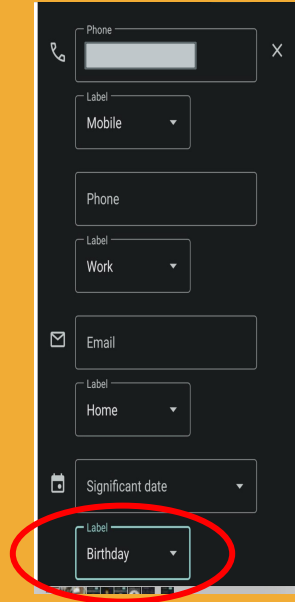 Phone
Label
Mobile
Phone
Label
Work
Email
Label
Home
Significant date
Label
Birthday